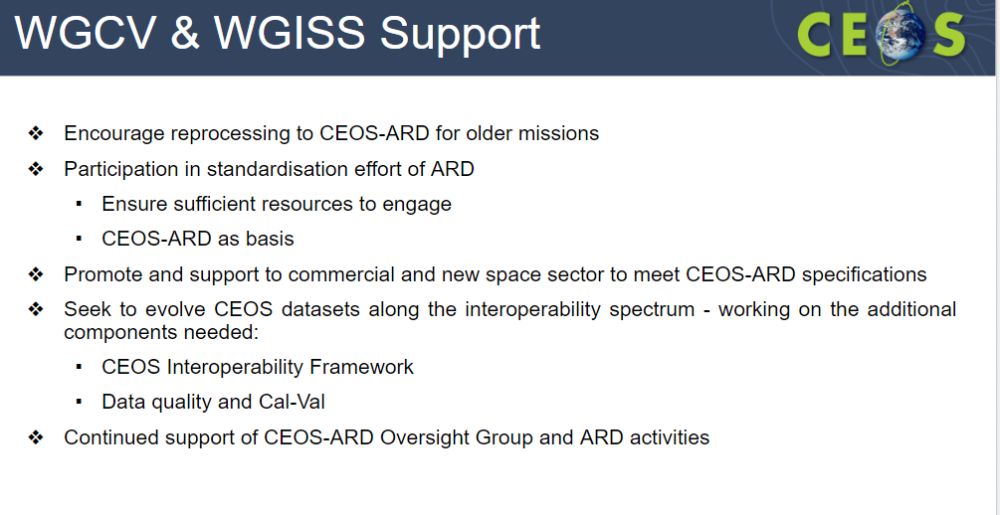 WGCV & WGISS Support
CEOS
❖ Encourage reprocessing to CEOS-ARD for older missions
❖ Participation in standardisation effort of ARD
▪ Ensure sufficient resources to engage
▪ CEOS-ARD as basis
❖ Promote and support to commercial and new space sector to meet CEOS-ARD specifications
❖ Seek to evolve CEOS datasets along the interoperability spectrum - working on the additional
components needed:
▪ CEOS Interoperability Framework
▪ Data quality and Cal-Val
❖ Continued support of CEOS-ARD Oversight Group and ARD activities